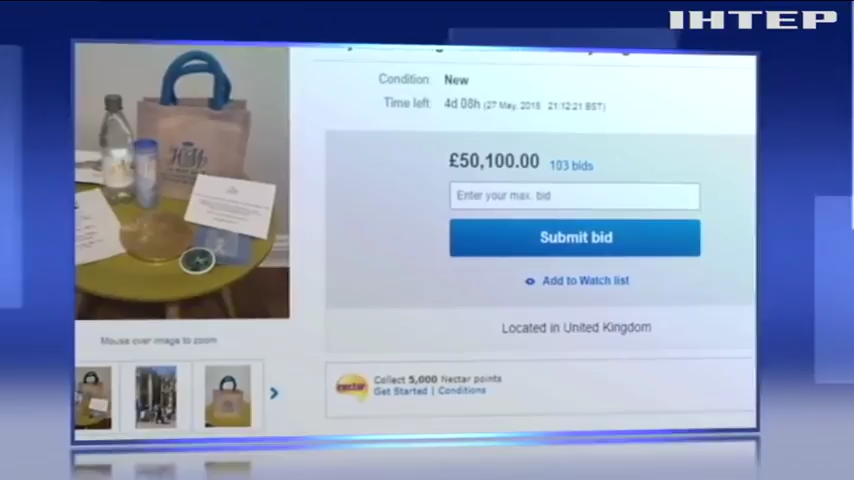 ІНТЕР
Condition: New
Time left: 4d 08h (27 May, 2018 21:12:21 BST)
£50,100.00 103 bids
Enter your max. bid
Submit bid
Add to Watch list
Located in United Kingdom
Mouse over image to zoom
nectar
Collect 5,000 Nectar points
Get Started | Conditions